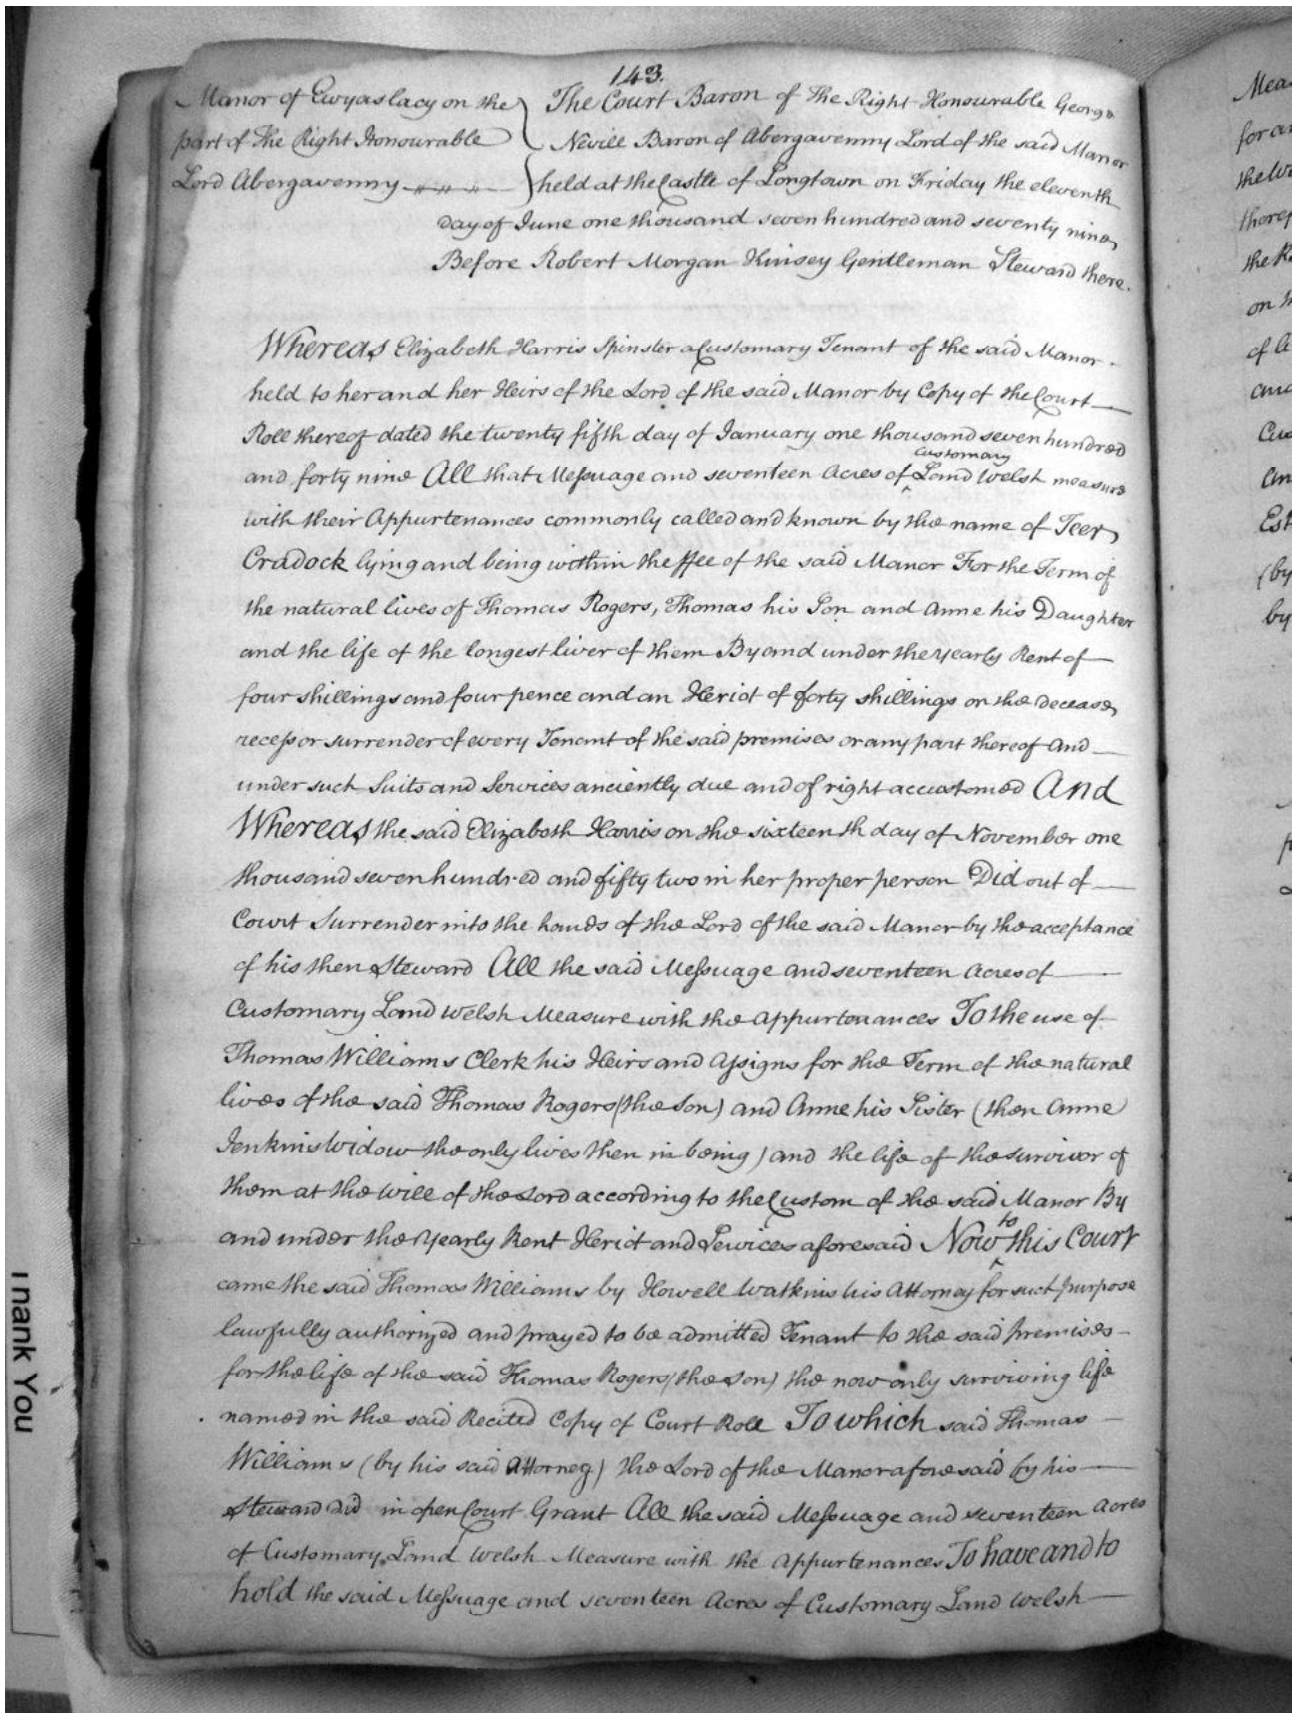 143.
Manor of Ewyaslacy on the
part of the Right Honourable
Lord Abergavenny
The Court Baron of the Right Honourable George
Nevill Baron of Abergavenny Lord of the said Manor
held at the Castle of Longtown on Friday the eleventh
day of June one thousand seven hundred and seventy nine,
Before Robert Morgan Kinsey Gentleman Steward there.
Whereas Elizabeth Harris Spinster a Customary Tenant of the said Manor
held to her and her Heirs of the Lord of the said Manor by Copy of the Court
Roll thereof dated the twenty fifth day of January one thousand seven hundred
and forty nine All that Messuage and seventeen Acres of ^customary Land Welsh measure
with their Appurtenances commonly called and known by the name of Teer
Cradock lying and being within the ffee of the said Manor For the Term of
the natural lives of Thomas Rogers, Thomas his Son and Anne his Daughter
and the life of the longest liver of them By and under the yearly Rent of
four shillings and four pence and an Heriot of forty shillings on the decease,
recess or surrender of every Tenant of the said premises or any part thereof and
under such Suits and Services anciently due and of right accustomed And
Whereas the said Elizabeth Harris on the sixteenth day of November one
thousand seven hundred and fifty two in her proper person Did out of
Court Surrender into the hands of the Lord of the said Manor by the acceptance
of his then Steward All the said Messuage and seventeen Acres of
Customary Land Welsh Measure with the appurtenances To the use of
Thomas Williams Clerk his Heirs and Assigns for the Term of the natural
lives of the said Thomas Rogers (the Son) and Anne his Sister (then Anne
Jenkins Widow the only lives then in being) and the life of the survivor of
them at the will of the Lord according to the Custom of the said Manor By
and under the Yearly Rent Heriot and Services aforesaid Now ^to this Court
came the said Thomas Williams by Howell Watkins his Attorney for such purpose
lawfully authorized and prayed to be admitted Tenant to the said premises
for the life of the said Thomas Rogers (the Son) the now only surviving life
named in the said Recited Copy of Court Roll To which said Thomas
Williams (by his said Attorney) the Lord of the Manor aforesaid by his
Steward did in open Court Grant All the said Messuage and seventeen Acres
of Customary Land Welsh Measure with the appurtenances To have and to
hold the said Messuage and seventeen Acres of Customary Land Welsh
for
the
on
of
by
by
Thank You